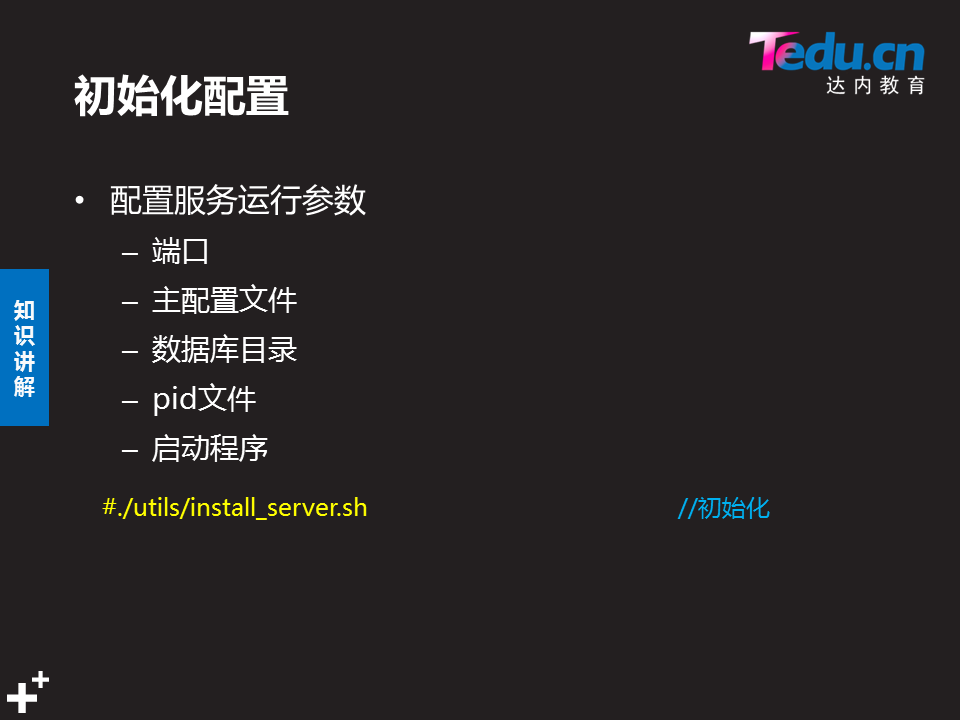 Tedu.cn
达内教育
初始化配置
• 配置服务运行参数
– 端口
– 主配置文件
– 数据库目录
– pid文件
– 启动程序
知识讲解
#./utils/install_server.sh //初始化